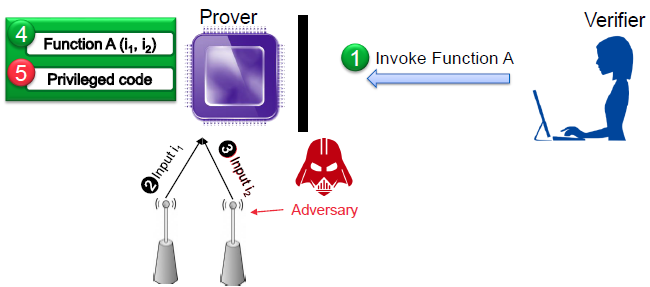 Prover
Verifier
4
Function A (i1, i2)
5
Privileged code
1
Invoke Function A
2
Input i1
3
Input i2
Adversary